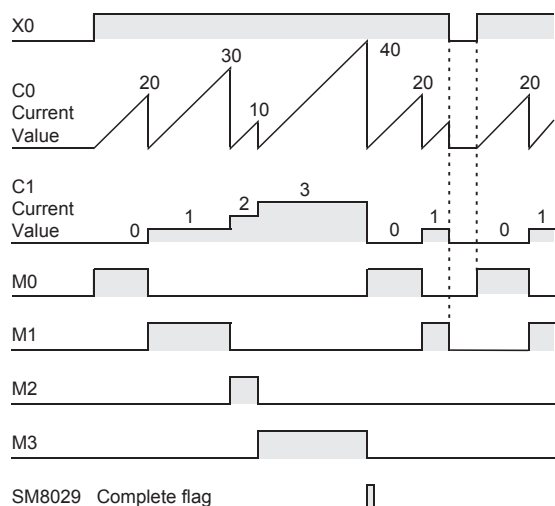 X0
30
40
20 20 20
C0
Current
Value
10
C1
Current
Value
3
2
1 1 1
0 0 0
M0
M1
M2
M3
SM8029 Complete flag